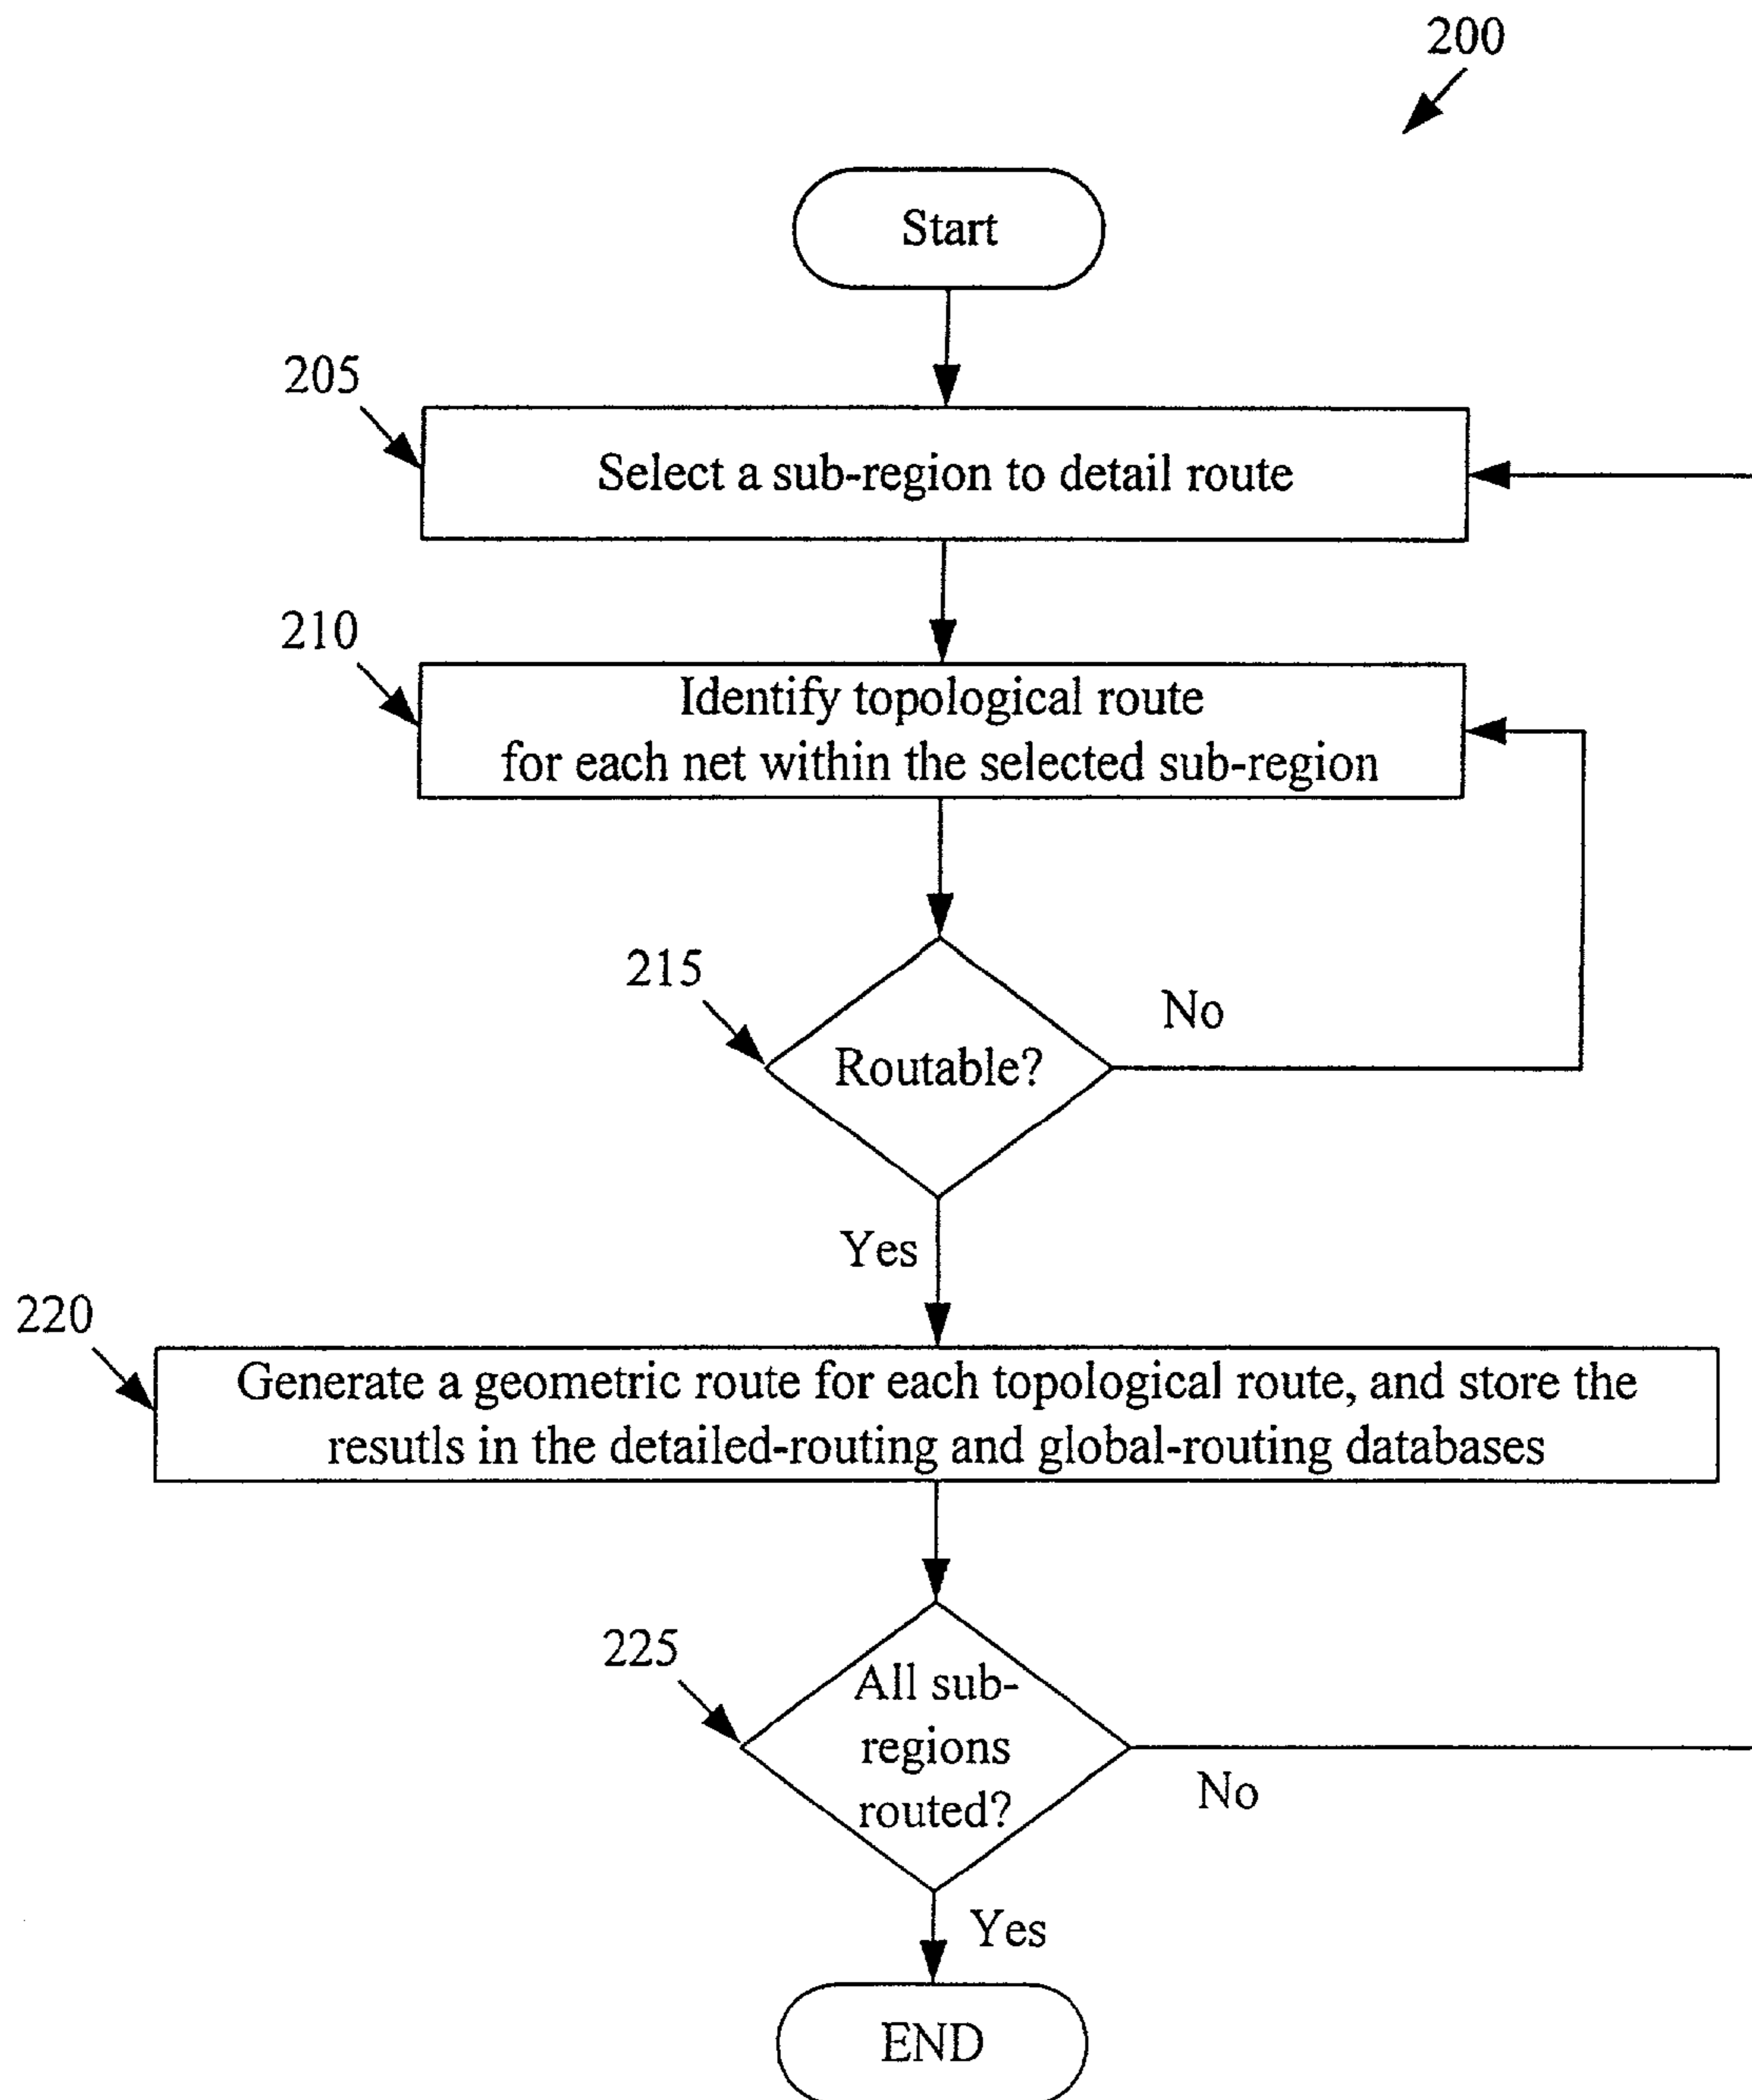 200
Start
205
Select a sub-region to detail route
210
Identify topological route
for each net within the selected sub-region
215
Routable?
No
Yes
220
Generate a geometric route for each topological route, and store the
resutls in the detailed-routing and global-routing databases
225
All sub-
regions
routed?
No
Yes
END